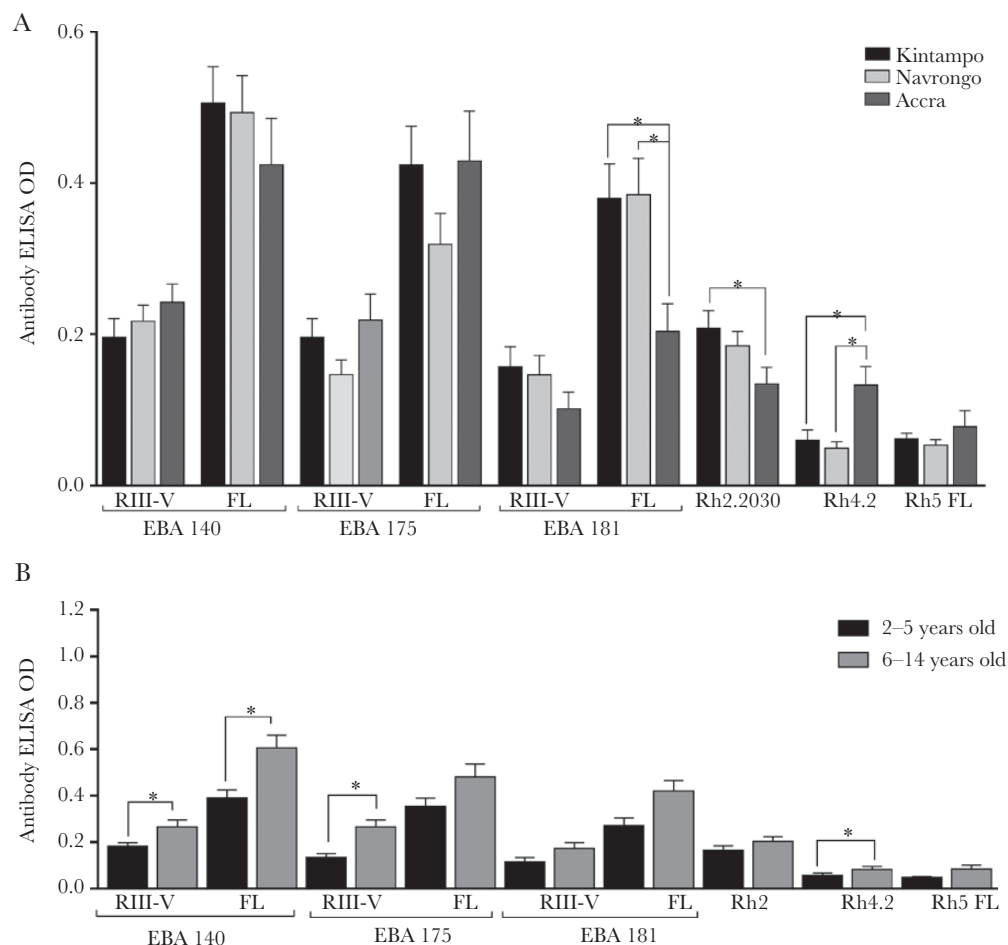 A
0.6
0.4
0.2
0.0
Antibody ELISA OD
Kintampo
Navrongo
Accra
* * * * *
RIII-V FL RIII-V FL RIII-V FL Rh2.2030 Rh4.2 Rh5 FL
EBA 140 EBA 175 EBA 181
B
1.2
1.0
0.8
0.6
0.4
0.2
0.0
Antibody ELISA OD
2–5 years old
6–14 years old
* * * *
RIII-V FL RIII-V FL RIII-V FL Rh2 Rh4.2 Rh5 FL
EBA 140 EBA 175 EBA 181